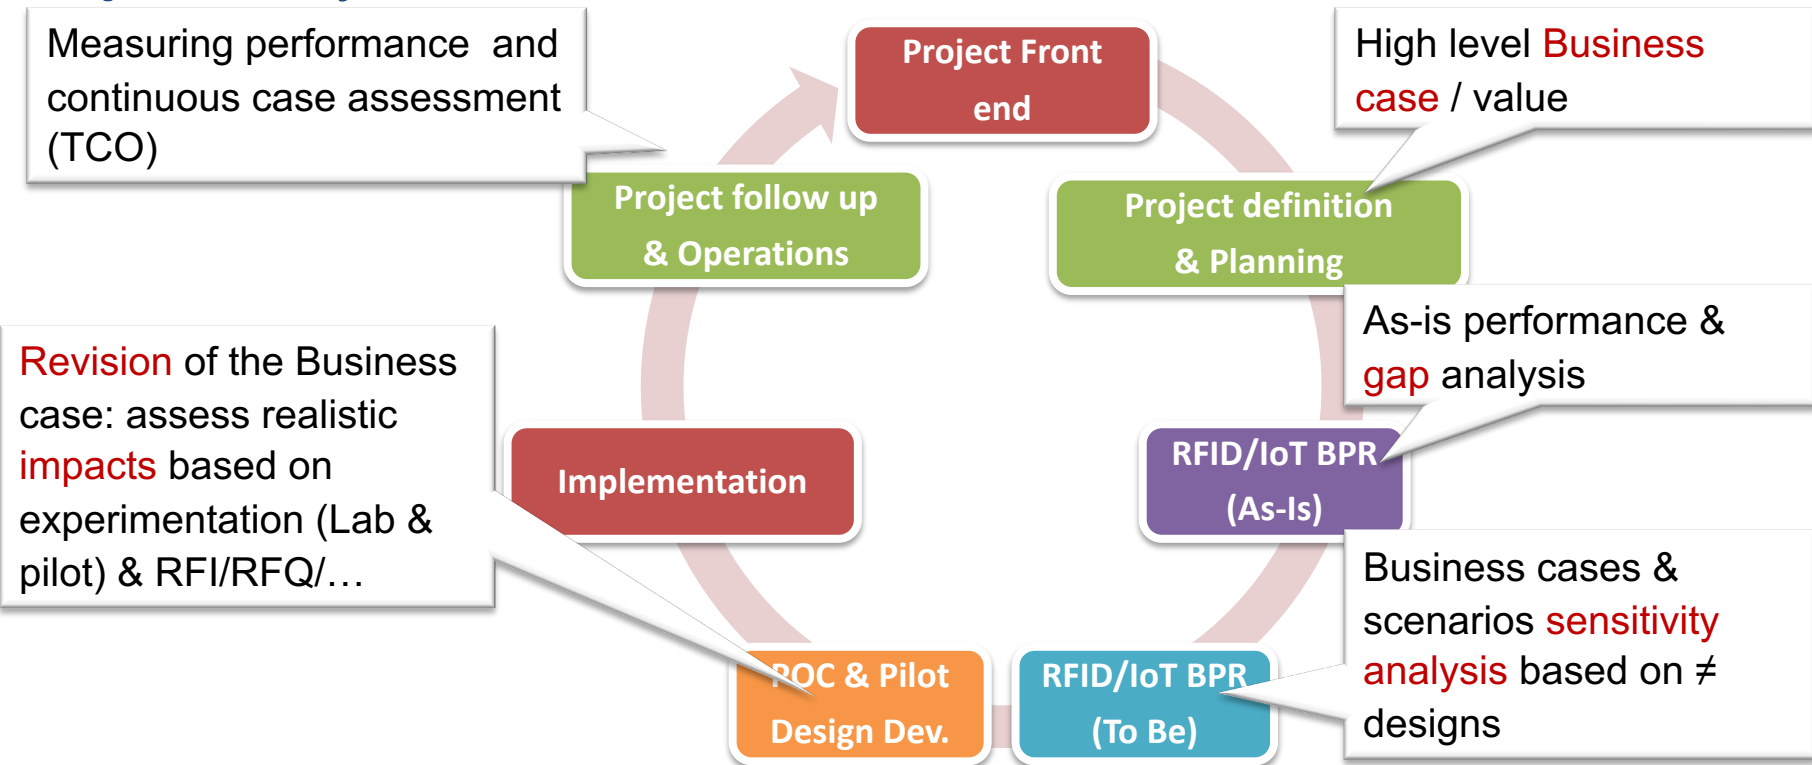 Measuring performance and
continuous case assessment
(TCO)
Project Front
end
High level Business
case / value
Project follow up
& Operations
Project definition
& Planning
As-is performance &
gap analysis
Revision of the Business
case: assess realistic
impacts based on
experimentation (Lab &
pilot) & RFI/RFQ/…
Implementation
RFID/IoT BPR
(As-Is)
Business cases &
scenarios sensitivity
analysis based on ≠
designs
POC & Pilot
Design Dev.
RFID/IoT BPR
(To Be)